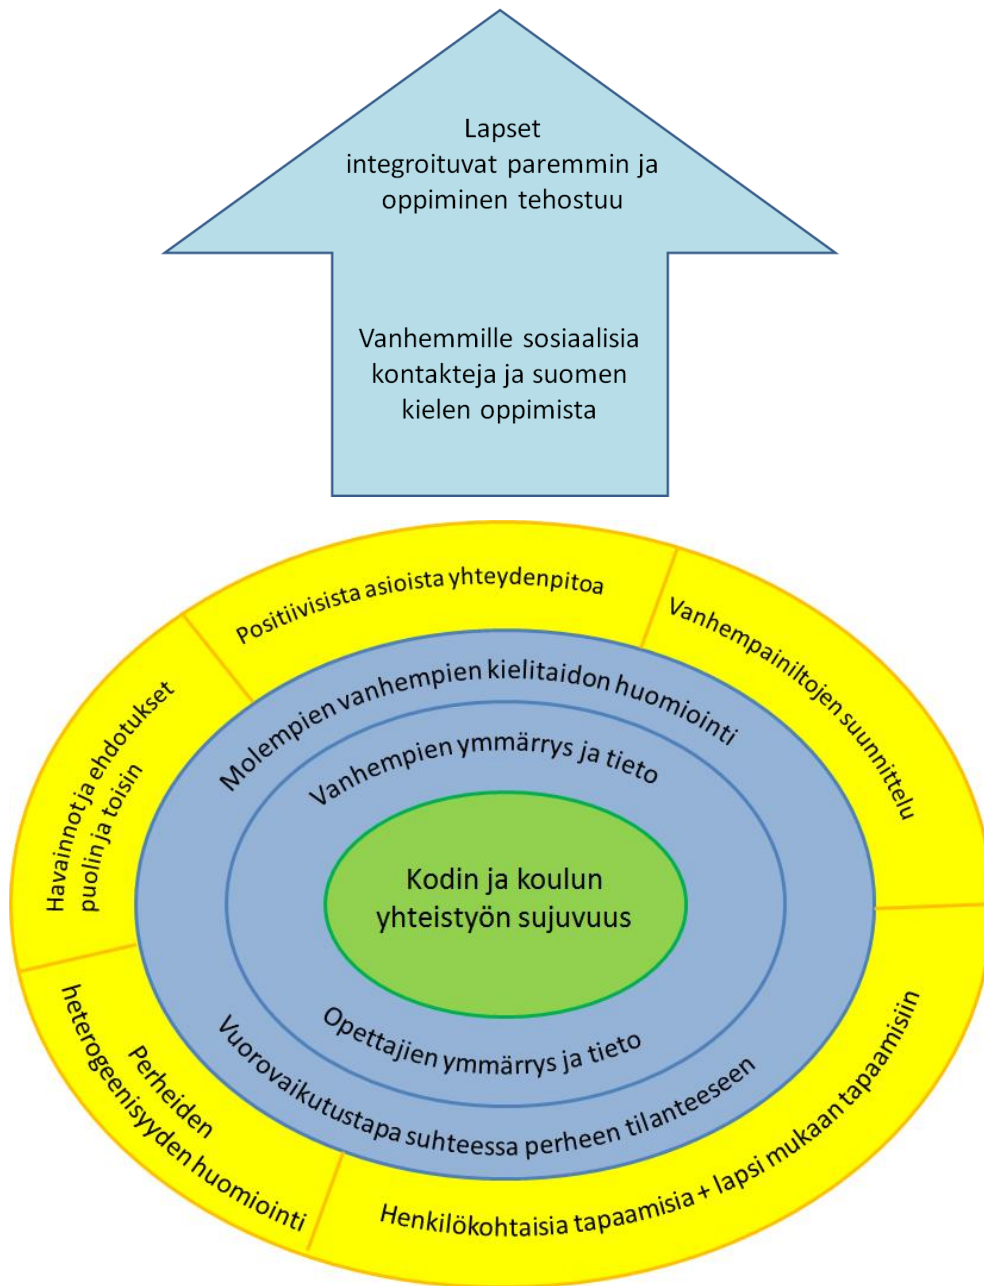 Lapset
integroituvat paremmin ja
oppiminen tehostuu
Vanhemmille sosiaalisia
kontakteja ja suomen
kielen oppimista
Positiivisista asioista yhteydenpitoa
Vanhempainiltojen suunnittelu
Havainnot ja ehdotukset
puolin ja toisin
Molempien vanhempien kielitaidon huomiointi
Vanhempien ymmärrys ja tieto
Kodin ja koulun
yhteistyön sujuvuus
Opettajien ymmärrys ja tieto
Vuorovaikutustapa suhteessa perheen tilanteeseen
Perheiden
heterogeenisyyden huomiointi
Henkilökohtaisia tapaamisia + lapsi mukaan tapaamisiin